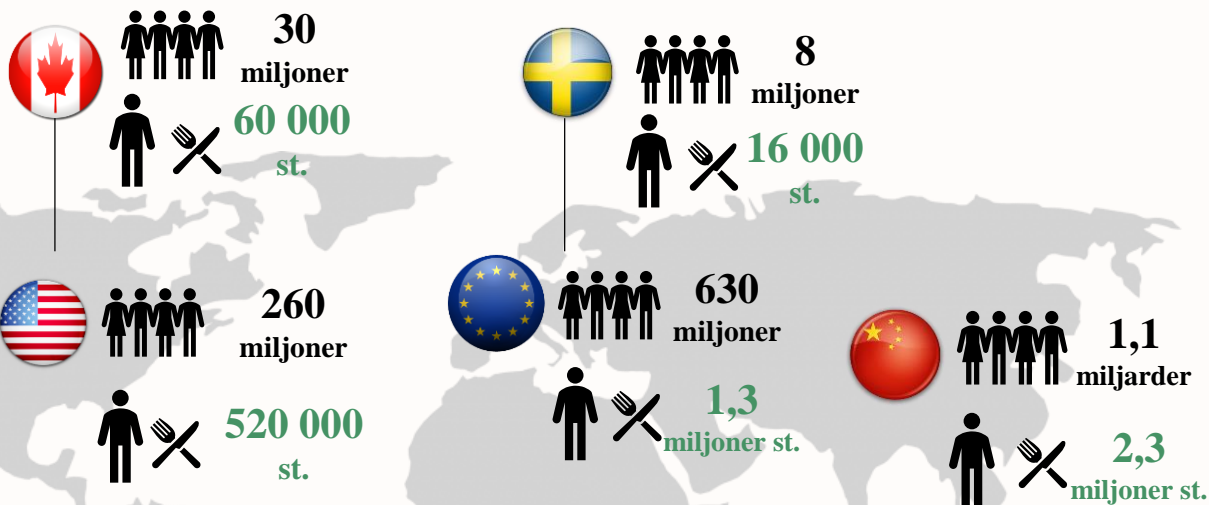 30
miljoner
60 000
st.
8
miljoner
16 000
st.
260
miljoner
520 000
st.
630
miljoner
1,3
miljoner st.
1,1
miljarder
2,3
miljoner st.